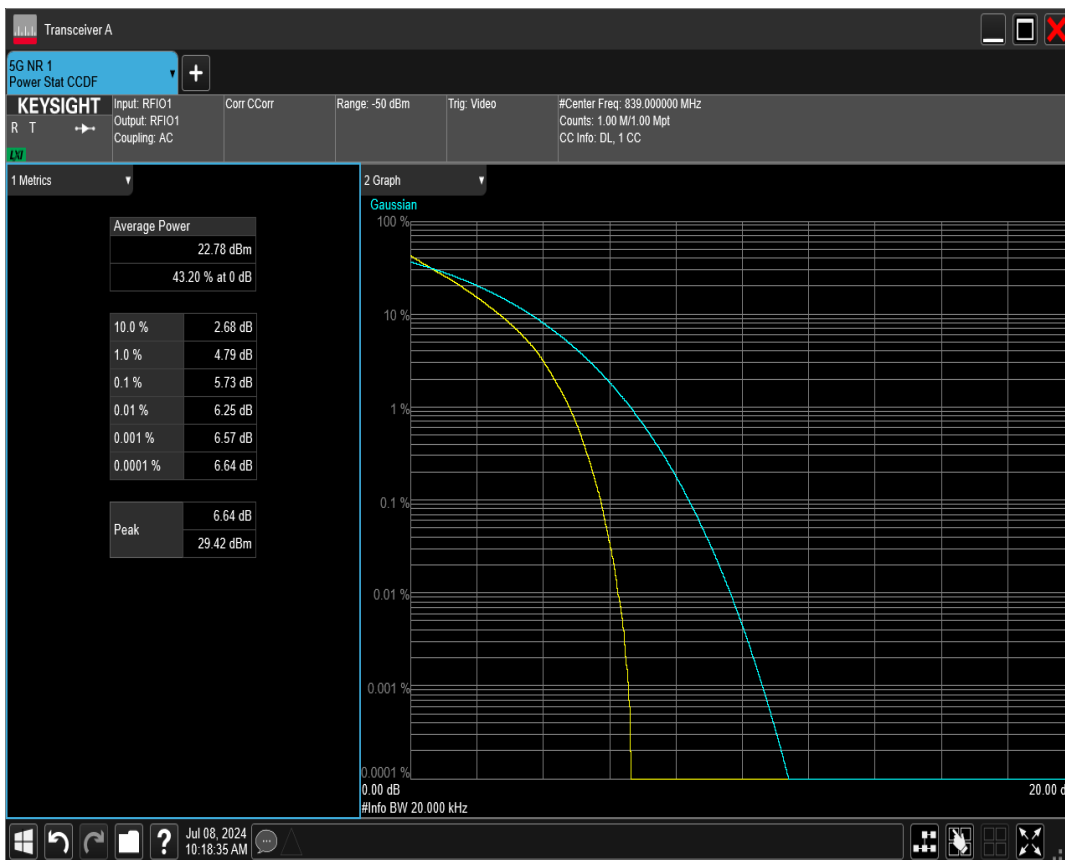 Transceiver A
5G NR 1
Power Stat CCDF
KEYSIGHT
R T
LXI
Input: RFIO1
Output: RFIO1
Coupling: AC
Corr CCorr
Range: -50 dBm
Trig: Video
#Center Freq: 839.000000 MHz
Counts: 1.00 M/1.00 Mpt
CC Info: DL, 1 CC
1 Metrics
Average Power
22.78 dBm
43.20 % at 0 dB
10.0 % 2.68 dB
1.0 % 4.79 dB
0.1 % 5.73 dB
0.01 % 6.25 dB
0.001 % 6.57 dB
0.0001 % 6.64 dB
Peak 6.64 dB
29.42 dBm
2 Graph
Gaussian
100 %
10 %
1 %
0.1 %
0.01 %
0.001 %
0.0001 %
0.00 dB 20.00 d
#Info BW 20.000 kHz
Jul 08, 2024
10:18:35 AM